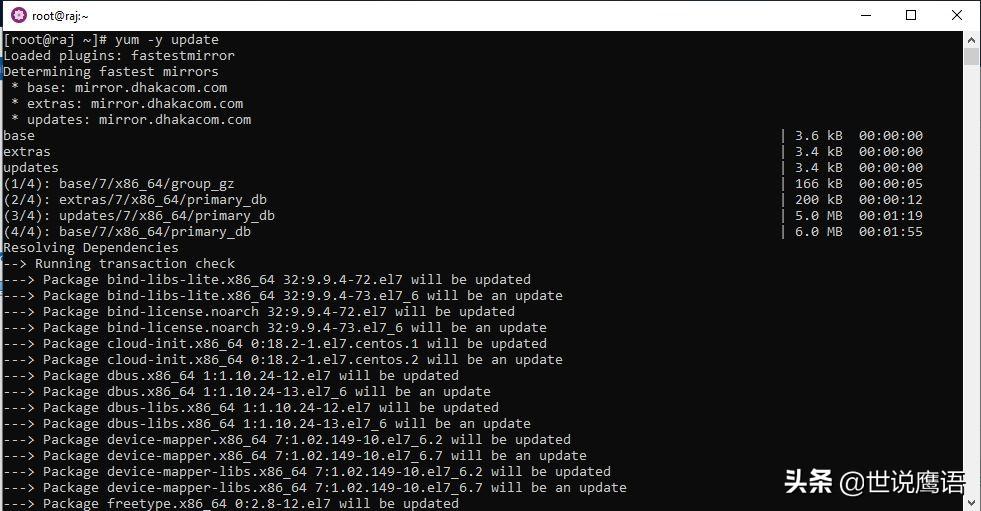 root@raj:~
[root@raj ~]# yum -y update
Loaded plugins: fastestmirror
Determining fastest mirrors
 * base: mirror.dhakacom.com
 * extras: mirror.dhakacom.com
 * updates: mirror.dhakacom.com
base | 3.6 kB 00:00:00
extras | 3.4 kB 00:00:00
updates | 3.4 kB 00:00:00
(1/4): base/7/x86_64/group_gz | 166 kB 00:00:05
(2/4): extras/7/x86_64/primary_db | 200 kB 00:00:12
(3/4): updates/7/x86_64/primary_db | 5.0 MB 00:01:19
(4/4): base/7/x86_64/primary_db | 6.0 MB 00:01:55
Resolving Dependencies
--> Running transaction check
---> Package bind-libs-lite.x86_64 32:9.9.4-72.el7 will be updated
---> Package bind-libs-lite.x86_64 32:9.9.4-73.el7_6 will be an update
---> Package bind-license.noarch 32:9.9.4-72.el7 will be updated
---> Package bind-license.noarch 32:9.9.4-73.el7_6 will be an update
---> Package cloud-init.x86_64 0:18.2-1.el7.centos.1 will be updated
---> Package cloud-init.x86_64 0:18.2-1.el7.centos.2 will be an update
---> Package dbus.x86_64 1:1.10.24-12.el7 will be updated
---> Package dbus.x86_64 1:1.10.24-13.el7_6 will be an update
---> Package dbus-libs.x86_64 1:1.10.24-12.el7 will be updated
---> Package dbus-libs.x86_64 1:1.10.24-13.el7_6 will be an update
---> Package device-mapper.x86_64 7:1.02.149-10.el7_6.2 will be updated
---> Package device-mapper.x86_64 7:1.02.149-10.el7_6.7 will be an update
---> Package device-mapper-libs.x86_64 7:1.02.149-10.el7_6.2 will be updated
---> Package device-mapper-libs.x86_64 7:1.02.149-10.el7_6.7 will be an update
---> Package freetype.x86_64 0:2.8-12.el7 will be updated
头条 @世说鹰语